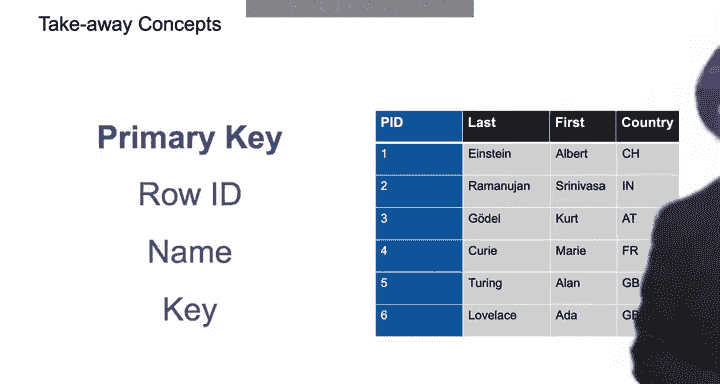 Take-away Concepts
Primary Key
Row ID
Name
Key
PID Last First Country
1 Einstein Albert CH
2 Ramanujan Srinivasa IN
3 Gödel Kurt AT
4 Curie Marie FR
5 Turing Alan GB
6 Lovelace Ada